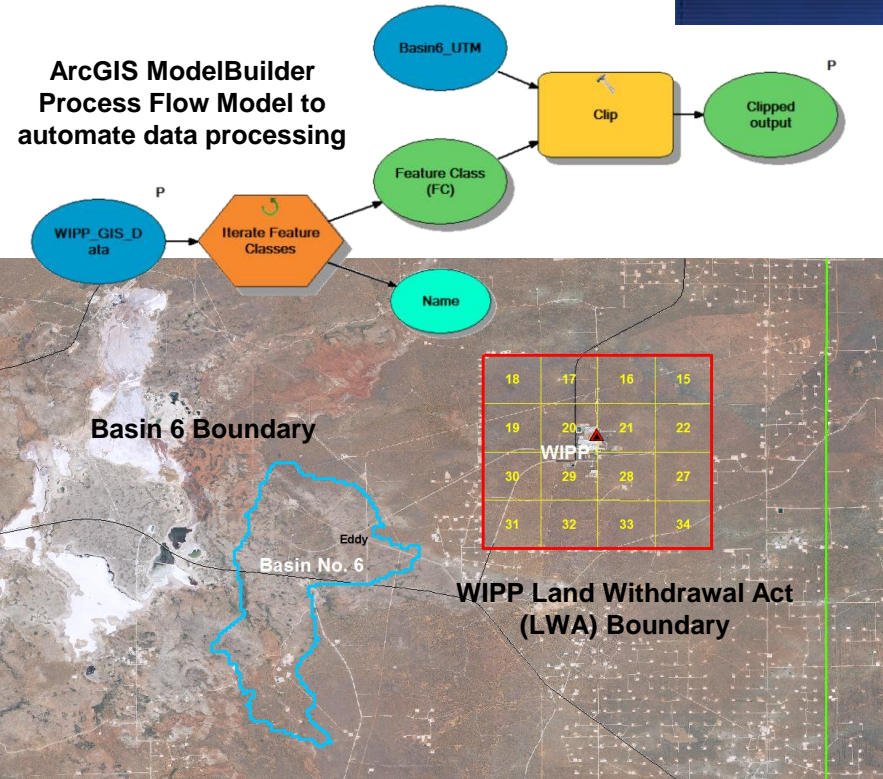 ArcGIS ModelBuilder
Process Flow Model to
automate data processing
Basin6_UTM
P
Clip
Clipped
output
Feature Class
(FC)
P
WIPP_GIS_D
ata
Iterate Feature
Classes
Name
18 17 16 15
19 20 21 22
WIPP
30 29 28 27
31 32 33 34
Basin 6 Boundary
Eddy
Basin No. 6
WIPP Land Withdrawal Act
(LWA) Boundary